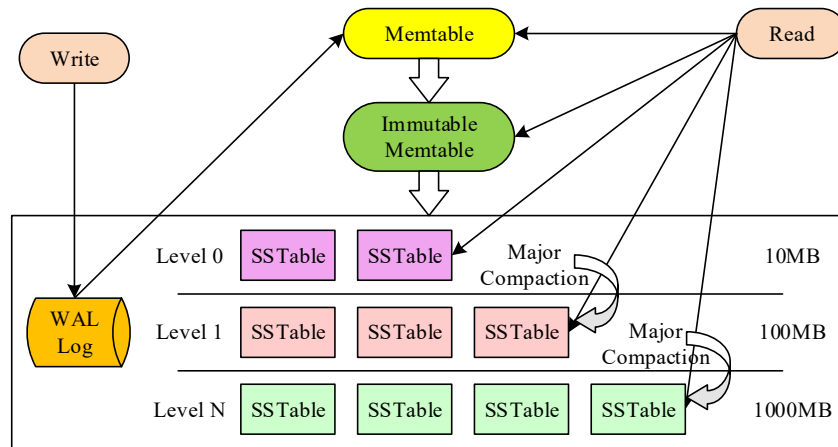 Memtable
Write
Read
Immutable
Memtable
Level 0
SSTable
SSTable
Major
Compaction
10MB
WAL
Log
Level 1
SSTable
SSTable
SSTable
Major
Compaction
100MB
Level N
SSTable
SSTable
SSTable
SSTable
1000MB